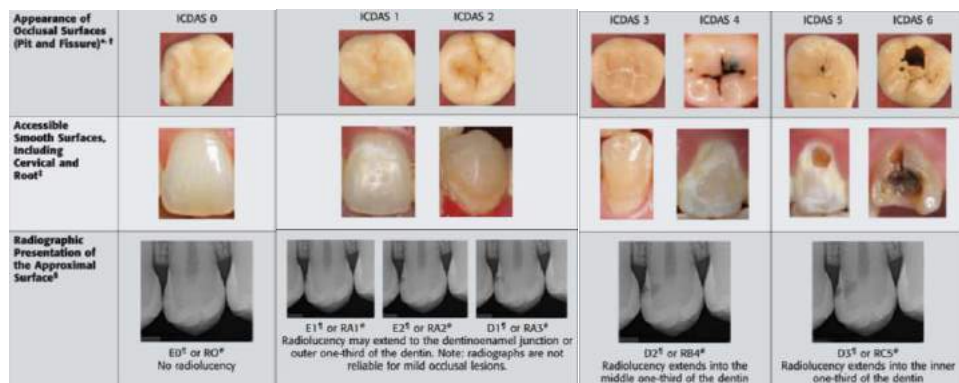 Appearance of
Occlusal Surfaces
(Pit and Fissure)*,†
ICDAS 0
ICDAS 1
ICDAS 2
ICDAS 3
ICDAS 4
ICDAS 5
ICDAS 6
Accessible
Smooth Surfaces,
Including
Cervical and
Root‡
Radiographic
Presentation of
the Approximal
Surface§
E0¶ or RO#
No radiolucency
E1¶ or RA1#
E2¶ or RA2#
D1¶ or RA3#
Radiolucency may extend to the dentinoenamel junction or
outer one-third of the dentin. Note: radiographs are not
reliable for mild occlusal lesions.
D2¶ or RB4#
Radiolucency extends into the
middle one-third of the dentin
D3¶ or RC5#
Radiolucency extends into the inner
one-third of the dentin